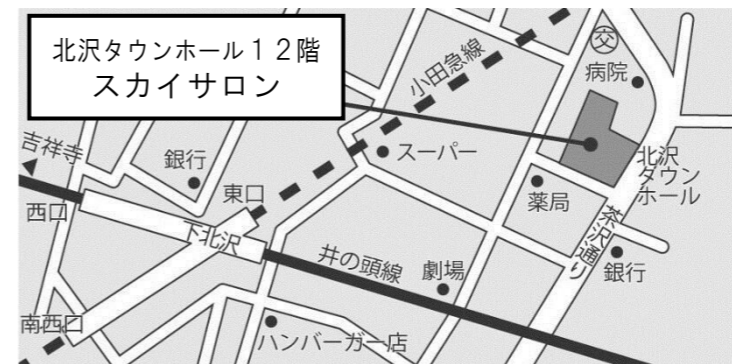 北沢タウンホール１２階
スカイサロン
小田急線
交
病院
吉祥寺
銀行
スーパー
東口
西口
下北沢
薬局
北沢
タウン
ホール
茶沢通り
井の頭線
劇場
銀行
南西口
ハンバーガー店